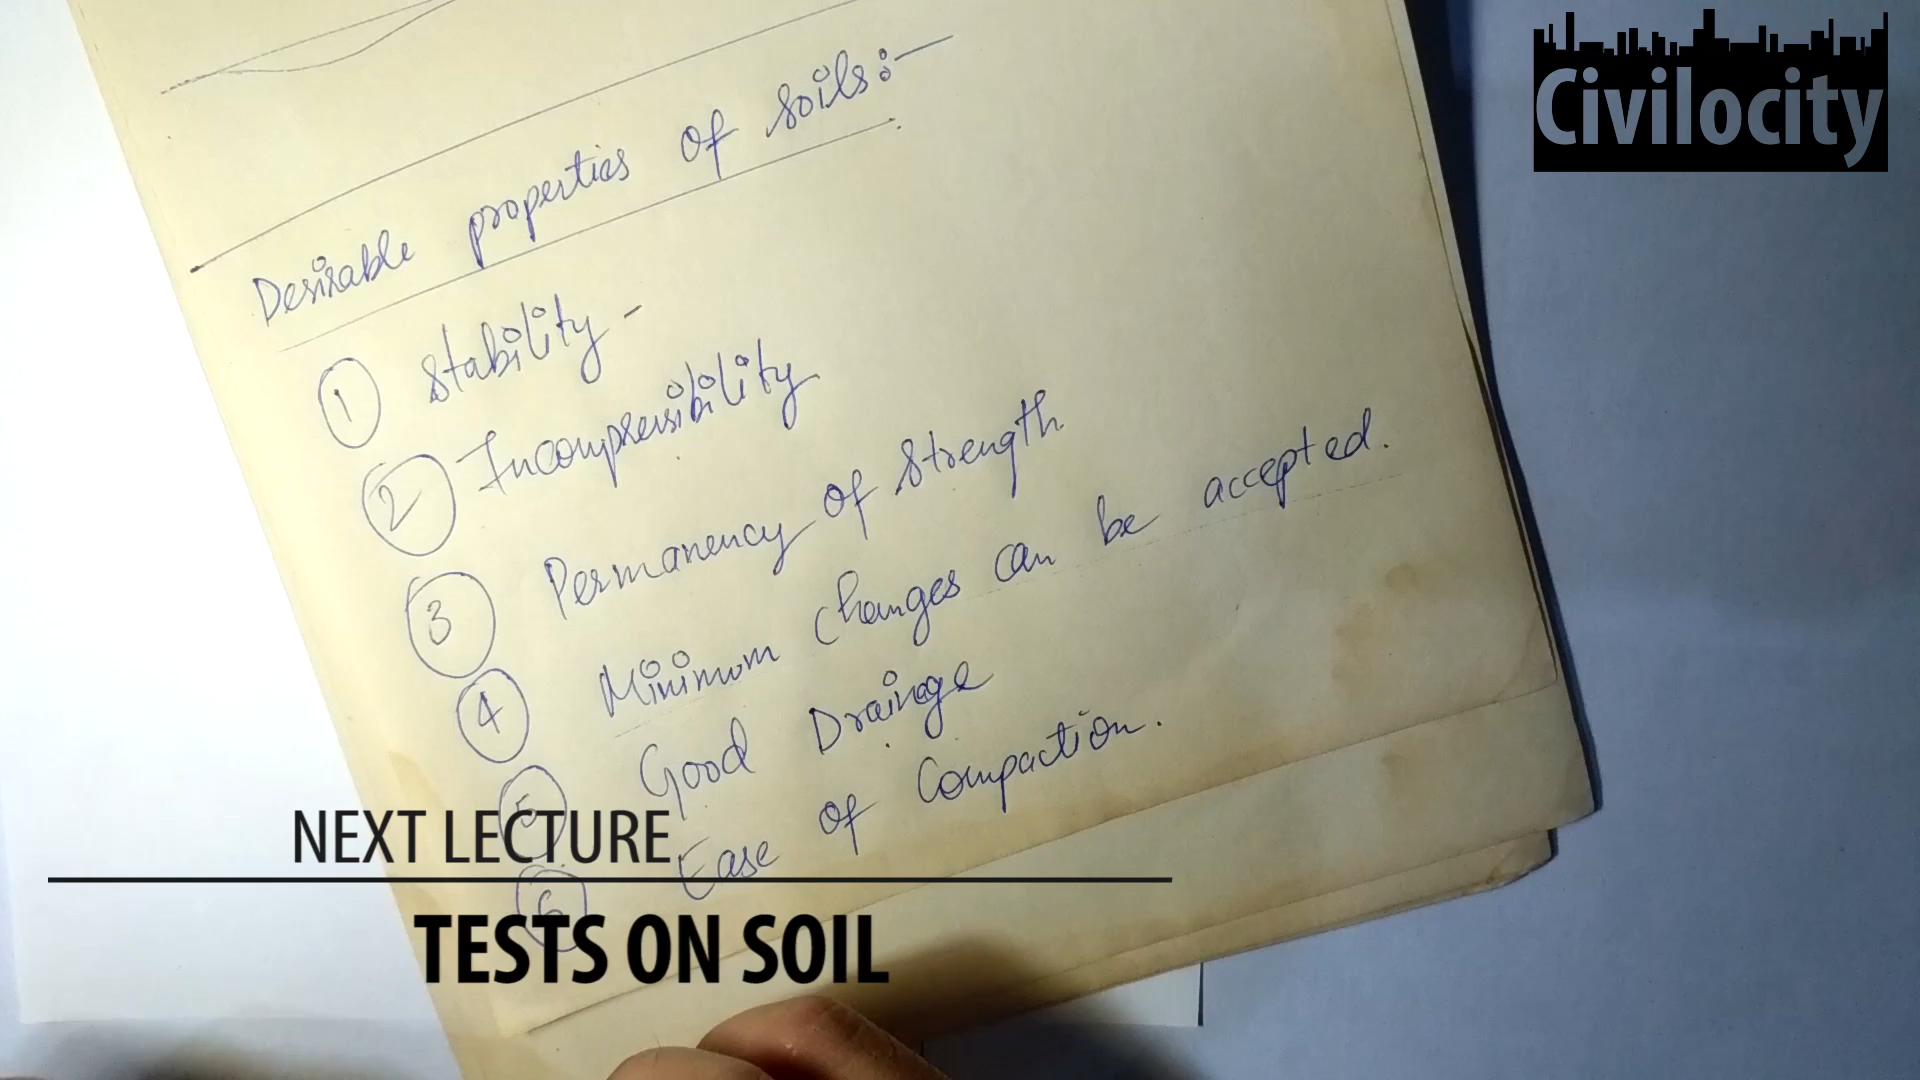 Civilocity
Desirable properties of soils:-
1 Stability -
2 Incompressibility
3 Permanency of Strength
4 Minimum changes can be accepted.
5 Good Drainage
6 Ease of Compaction.
NEXT LECTURE
TESTS ON SOIL